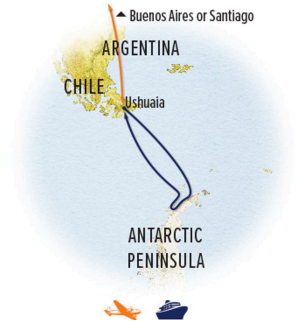 Buenos Aires or Santiago
ARGENTINA
CHILE
Ushuaia
ANTARCTIC
PENINSULA